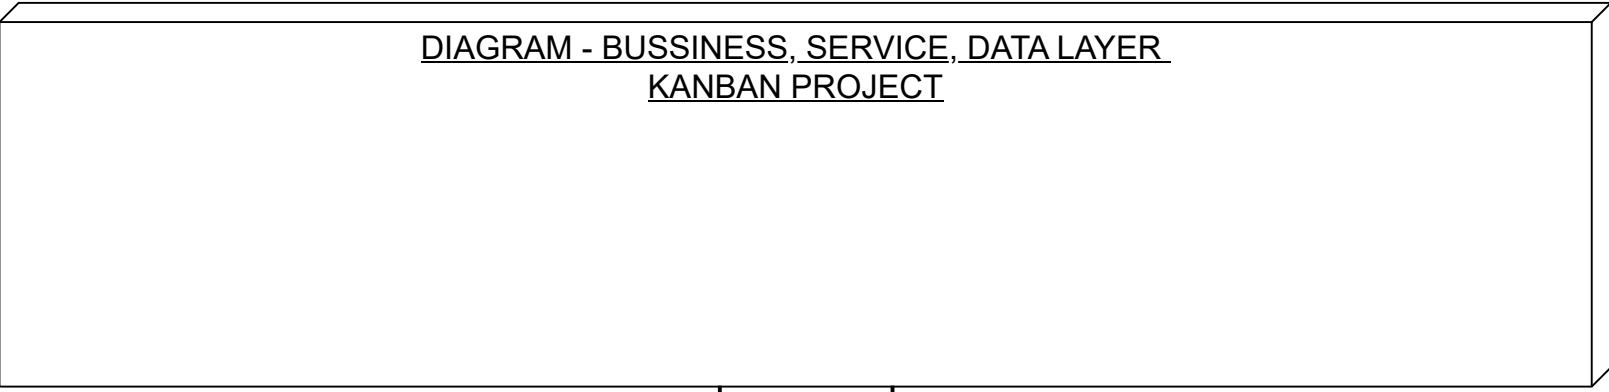 DIAGRAM - BUSSINESS, SERVICE, DATA LAYER
KANBAN PROJECT